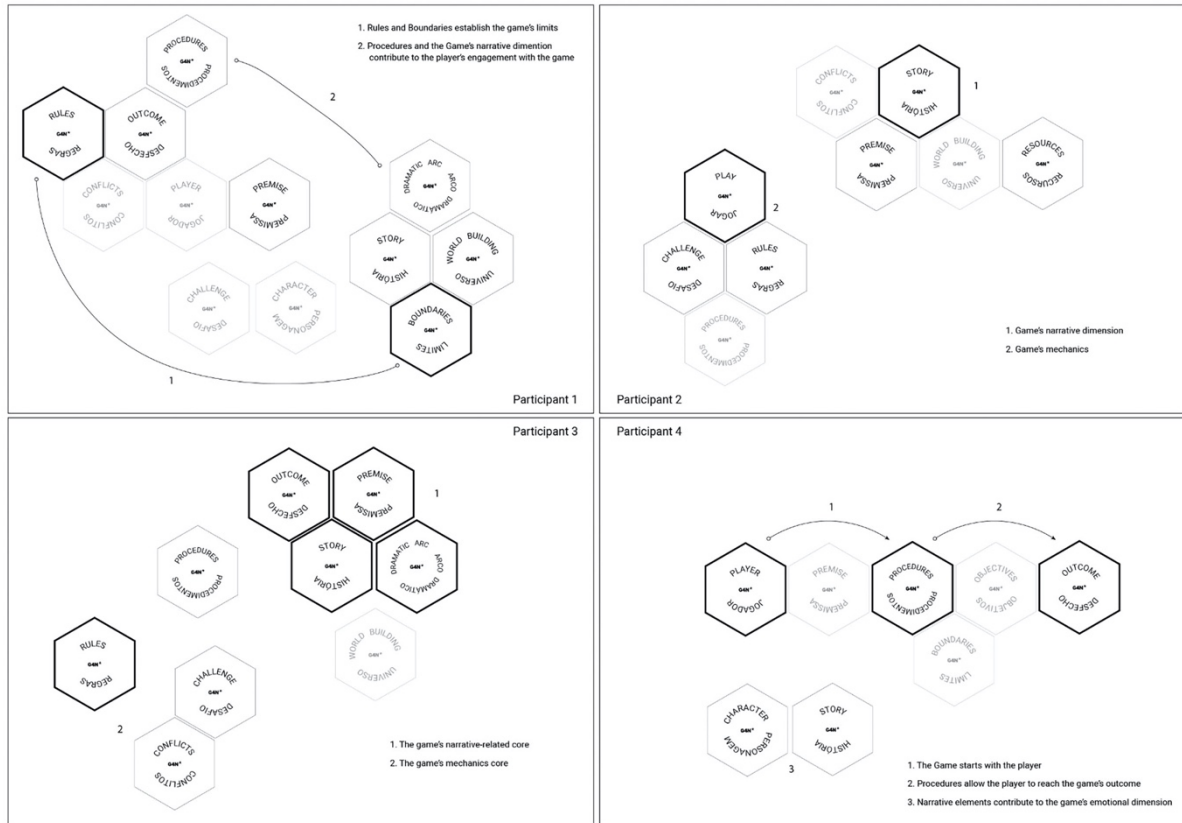 1. Rules and Boundaries establish the game's limits
2. Procedures and the Game's narrative dimention
contribute to the player's engagement with the game
PROCEDURES
G4N*
PROCEDIMENTOS
2
RULES
G4N*
REGRAS
OUTCOME
G4N*
DESFECHO
CONFLICTS
G4N*
CONFLITOS
PLAYER
G4N*
JOGADOR
PREMISE
G4N*
PREMISSA
DRAMATIC ARC
G4N*
ARCO DRAMÁTICO
STORY
G4N*
HISTÓRIA
WORLD BUILDING
G4N*
UNIVERSO
CHALLENGE
G4N*
DESAFIO
CHARACTER
G4N*
PERSONAGEM
BOUNDARIES
G4N*
LIMITES
1
Participant 1
CONFLICTS
G4N*
CONFLITOS
STORY
G4N*
HISTÓRIA
1
PREMISE
G4N*
PREMISSA
WORLD BUILDING
G4N*
UNIVERSO
RESOURCES
G4N*
RECURSOS
PLAY
G4N*
JOGAR
2
CHALLENGE
G4N*
DESAFIO
RULES
G4N*
REGRAS
PROCEDURES
G4N*
PROCEDIMENTOS
1. Game's narrative dimension
2. Game's mechanics
Participant 2
Participant 3
OUTCOME
G4N*
DESFECHO
PREMISE
G4N*
PREMISSA
1
STORY
G4N*
HISTÓRIA
DRAMATIC ARC
G4N*
ARCO DRAMÁTICO
PROCEDURES
G4N*
PROCEDIMENTOS
WORLD BUILDING
G4N*
UNIVERSO
RULES
G4N*
REGRAS
CHALLENGE
G4N*
DESAFIO
2
CONFLICTS
G4N*
CONFLITOS
1. The game's narrative-related core
2. The game's mechanics core
Participant 4
1
2
PLAYER
G4N*
JOGADOR
PREMISE
G4N*
PREMISSA
PROCEDURES
G4N*
PROCEDIMENTOS
OBJECTIVES
G4N*
OBJETIVOS
OUTCOME
G4N*
DESFECHO
BOUNDARIES
G4N*
LIMITES
CHARACTER
G4N*
PERSONAGEM
STORY
G4N*
HISTÓRIA
3
1. The Game starts with the player
2. Procedures allow the player to reach the game's outcome
3. Narrative elements contribute to the game's emotional dimension